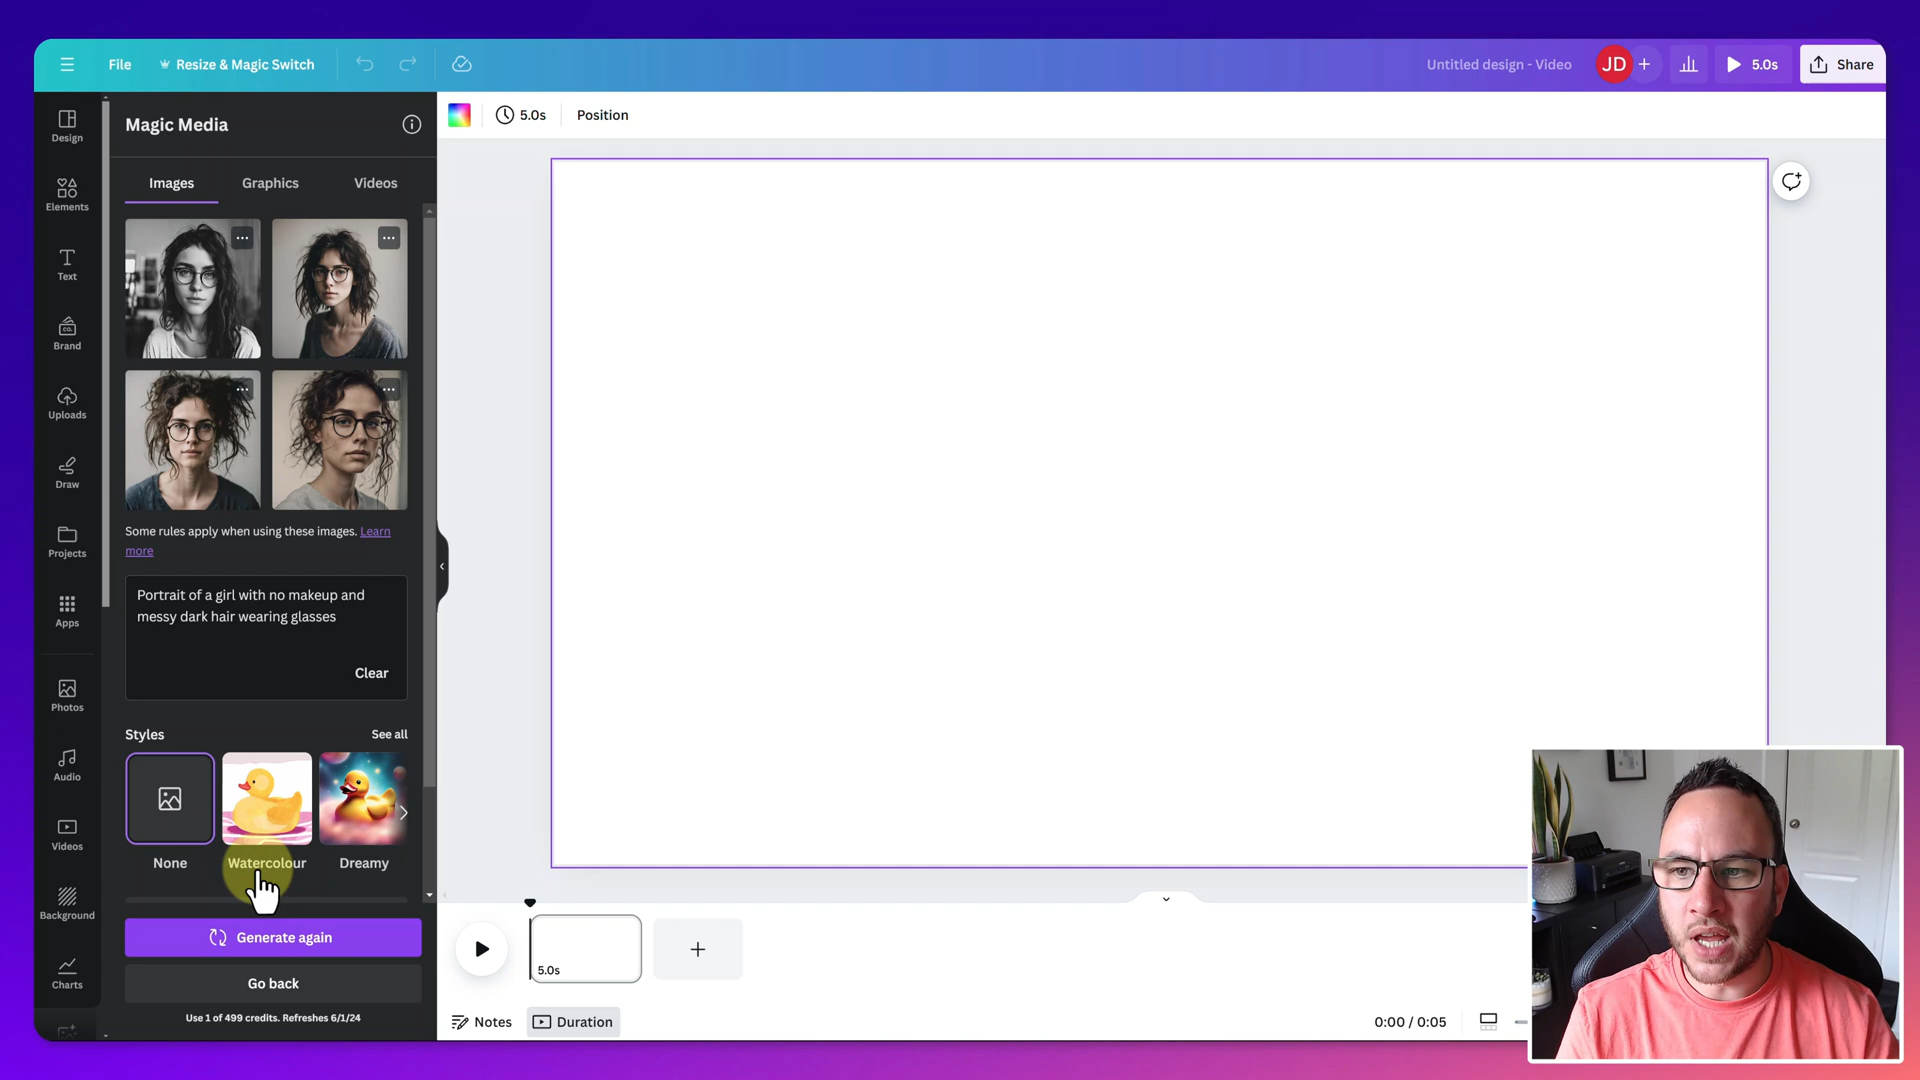 File
Resize & Magic Switch
Untitled design - Video
JD
5.0s
Share
Design
Elements
Text
Brand
CO.
Uploads
Draw
Projects
Apps
Photos
Audio
Videos
Background
Charts
Magic Media
Images
Graphics
Videos
Some rules apply when using these images. Learn
more
Portrait of a girl with no makeup and
messy dark hair wearing glasses
Clear
Styles
See all
None
Watercolour
Dreamy
Generate again
Go back
Use 1 of 499 credits. Refreshes 6/1/24
5.0s
Position
5.0s
Notes
Duration
0:00 / 0:05